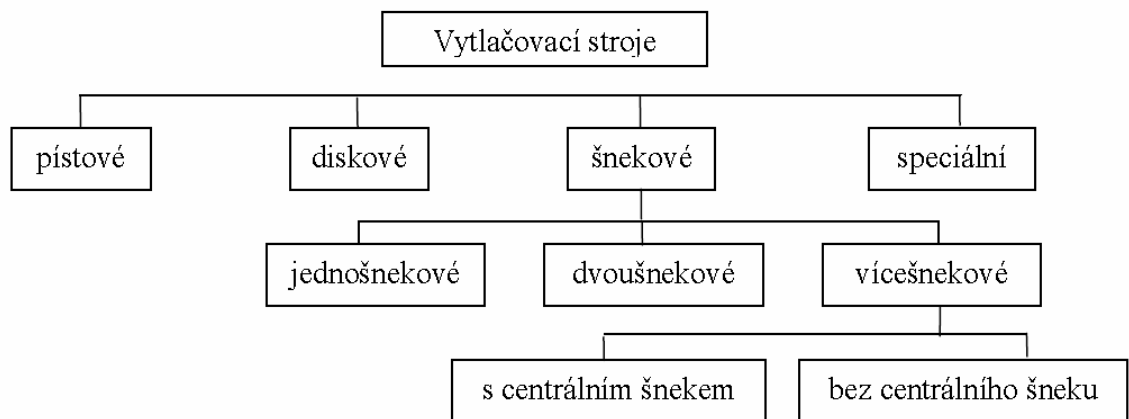 Vytlačovací stroje
pístové
diskové
šnekové
speciální
jednošnekové
dvoušnekové
vícešnekové
s centrálním šnekem
bez centrálního šneku